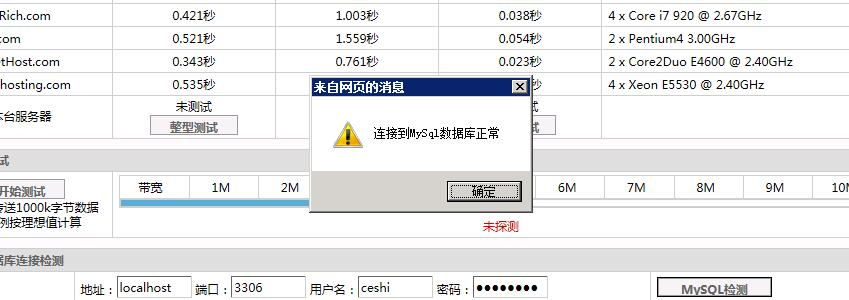 Rich.com 0.421秒 1.003秒 0.038秒 4 x Core i7 920 @ 2.67GHz
.com 0.521秒 1.559秒 0.054秒 2 x Pentium4 3.00GHz
etHost.com 0.343秒 0.761秒 0.023秒 2 x Core2Duo E4600 @ 2.40GHz
hosting.com 0.535秒 秒 4 x Xeon E5530 @ 2.40GHz
来自网页的消息
本台服务器 未测试
整型测试 试
连接到MySql数据库正常
确定
试
开始测试 带宽 1M 2M 6M 7M 8M 9M 10M
传送1000k字节数据
例按理想值计算 未探测
据库连接检测
地址： localhost 端口： 3306 用户名： ceshi 密码： ●●●●●●●● MySQL检测